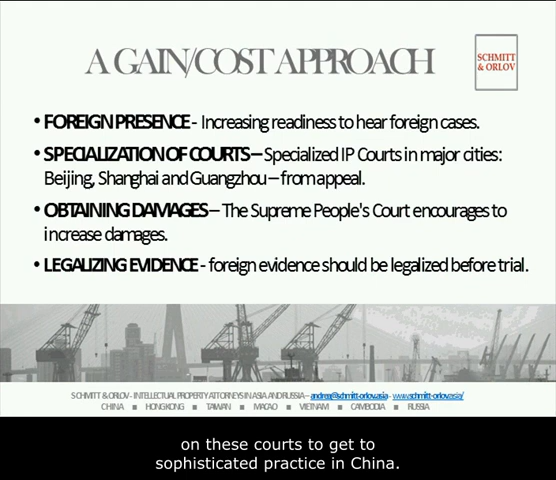 A GAIN/COST APPROACH
SCHMITT
& ORLOV
• FOREIGN PRESENCE - Increasing readiness to hear foreign cases.
• SPECIALIZATION OF COURTS – Specialized IP Courts in major cities:
Beijing, Shanghai and Guangzhou – from appeal.
• OBTAINING DAMAGES – The Supreme People's Court encourages to
increase damages.
• LEGALIZING EVIDENCE - foreign evidence should be legalized before trial.
SCHMITT & ORLOV - INTELLECTUAL PROPERTY ATTORNEYS IN ASIA AND RUSSIA – andrea@schmitt-orlov.asia - www.schmitt-orlov.asia/
CHINA ■ HONGKONG ■ TAIWAN ■ MACAO ■ VIETNAM ■ CAMBODIA ■ RUSSIA
on these courts to get to
sophisticated practice in China.